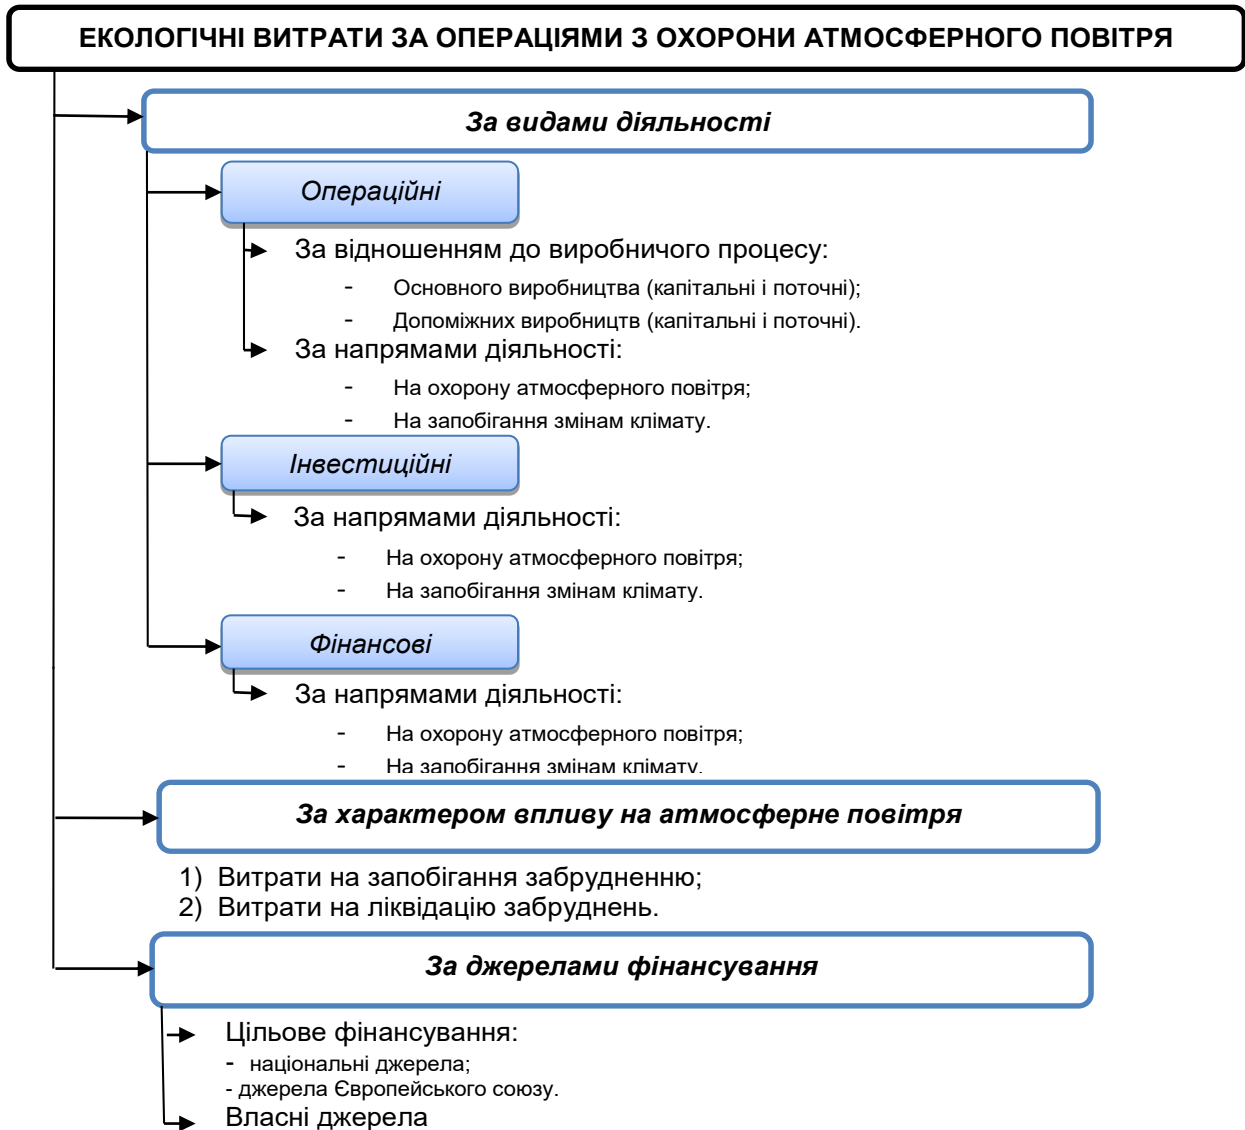 ЕКОЛОГІЧНІ ВИТРАТИ ЗА ОПЕРАЦІЯМИ З ОХОРОНИ АТМОСФЕРНОГО ПОВІТРЯ
За видами діяльності
Операційні
За відношенням до виробничого процесу:
- Основного виробництва (капітальні і поточні);
- Допоміжних виробництв (капітальні і поточні).
За напрямами діяльності:
- На охорону атмосферного повітря;
- На запобігання змінам клімату.
Інвестиційні
За напрямами діяльності:
- На охорону атмосферного повітря;
- На запобігання змінам клімату.
Фінансові
За напрямами діяльності:
- На охорону атмосферного повітря;
- На запобігання змінам клімату.
За характером впливу на атмосферне повітря
1) Витрати на запобігання забрудненню;
2) Витрати на ліквідацію забруднень.
За джерелами фінансування
Цільове фінансування:
- національні джерела;
- джерела Європейського союзу.
Власні джерела